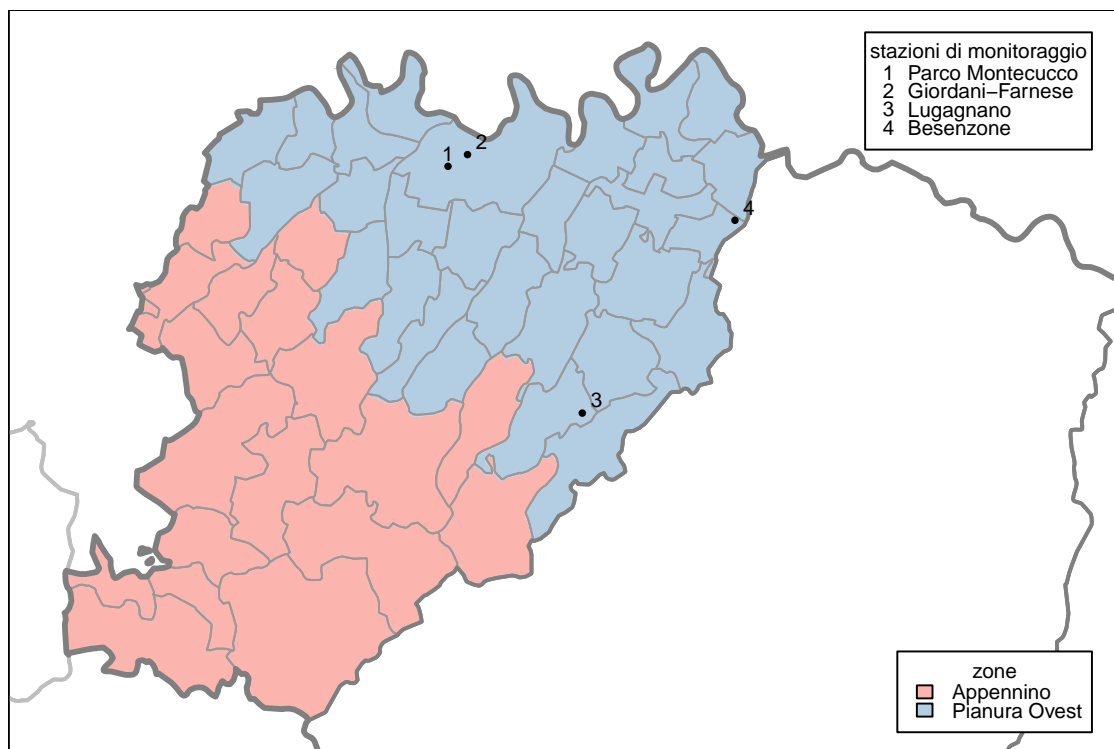 stazioni di monitoraggio
1 Parco Montecucco
2 Giordani−Farnese
3 Lugagnano
4 Besenzone
1
2
4
3
zone
Appennino
Pianura Ovest